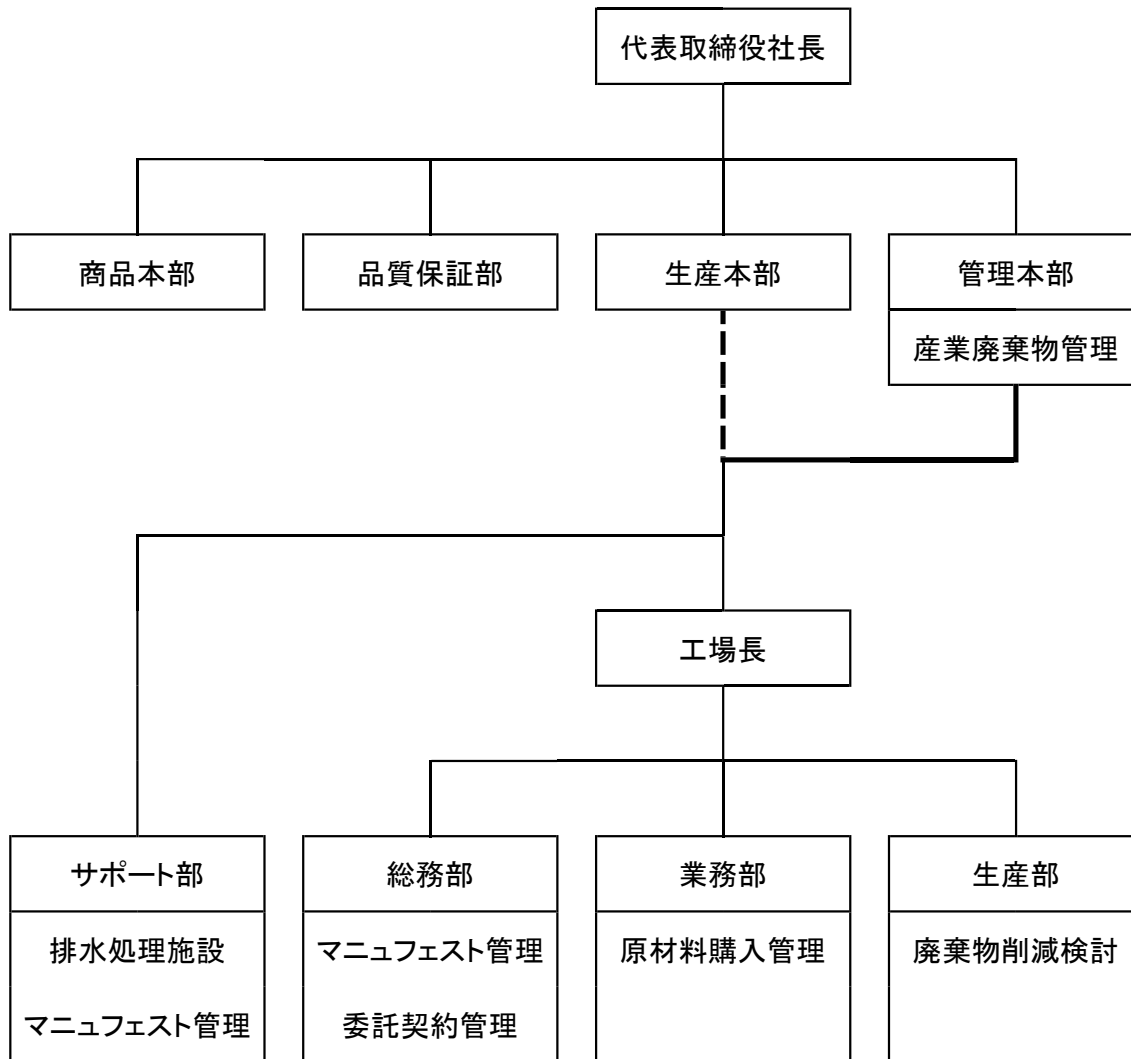 代表取締役社長
商品本部
品質保証部
生産本部
管理本部
産業廃棄物管理
工場長
サポート部
総務部
業務部
生産部
排水処理施設
マニュフェスト管理
原材料購入管理
廃棄物削減検討
マニュフェスト管理
委託契約管理